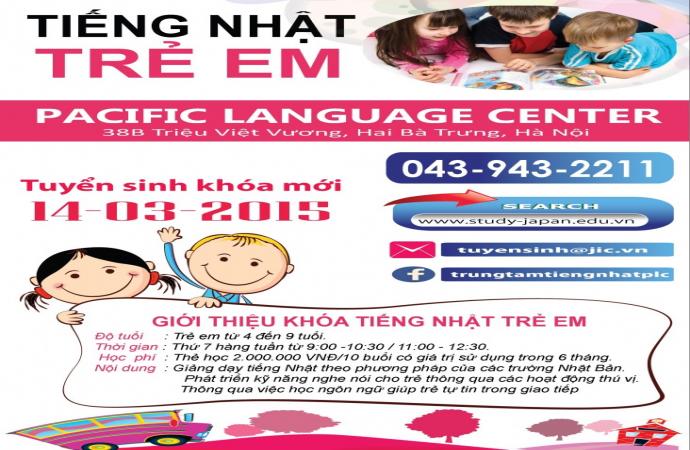 TIẾNG NHẬT
TRẺ EM
PACIFIC LANGUAGE CENTER
38B Triệu Việt Vương, Hai Bà Trưng, Hà Nội
043-943-2211
Tuyển sinh khóa mới
14-03-2015
SEARCH
www.study-japan.edu.vn
tuyensinh@jic.vn
f trungtamtiengnhatplc
GIỚI THIỆU KHÓA TIẾNG NHẬT TRẺ EM
Độ tuổi : Trẻ em từ 4 đến 9 tuổi.
Thời gian : Thứ 7 hàng tuần từ 9:00 -10:30 / 11:00 - 12:30.
Học phí : Thẻ học 2.000.000 VNĐ/10 buổi có giá trị sử dụng trong 6 tháng.
Nội dung : Giảng dạy tiếng Nhật theo phương pháp của các trường Nhật Bản.
Phát triển kỹ năng nghe nói cho trẻ thông qua các hoạt động thú vị.
Thông qua việc học ngôn ngữ giúp trẻ tự tin trong giao tiếp